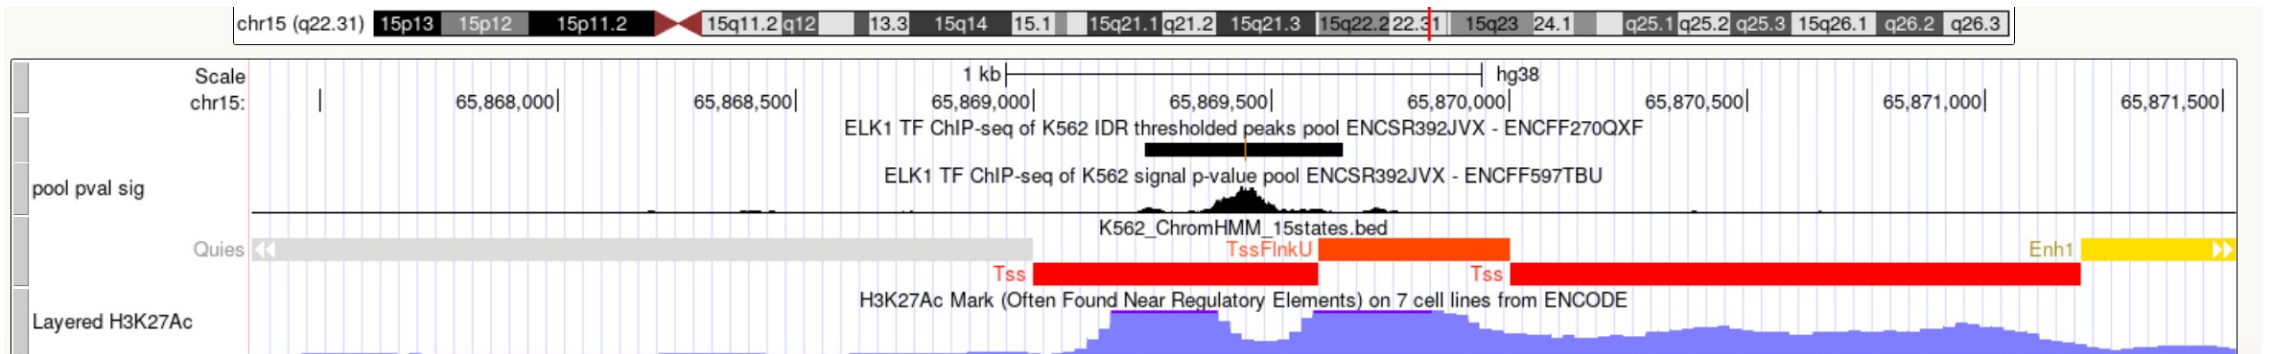 chr15 (q22.31) 15p13 15p12 15p11.2 15q11.2 q12 13.3 15q14 15.1 15q21.1 q21.2 15q21.3 15q22.2 22.31 15q23 24.1 q25.1 q25.2 q25.3 15q26.1 q26.2 q26.3
Scale 1 kb hg38
chr15: 65,868,000 65,868,500 65,869,000 65,869,500 65,870,000 65,870,500 65,871,000 65,871,500
ELK1 TF ChIP-seq of K562 IDR thresholded peaks pool ENCSR392JVX - ENCFF270QXF
ELK1 TF ChIP-seq of K562 signal p-value pool ENCSR392JVX - ENCFF597TBU
pool pval sig
K562_ChromHMM_15states.bed
Quies TssFlnkU Enh1
Tss Tss
H3K27Ac Mark (Often Found Near Regulatory Elements) on 7 cell lines from ENCODE
Layered H3K27Ac